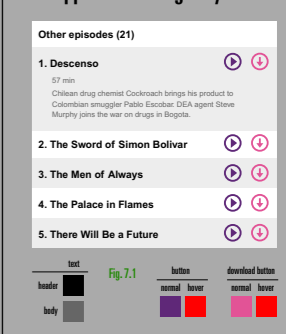 Other episodes (21)
1. Descenso
57 min
Chilean drug chemist Cockroach brings his product to
Colombian smuggler Pablo Escobar. DEA agent Steve
Murphy joins the war on drugs in Bogota.
2. The Sword of Simon Bolivar
3. The Men of Always
4. The Palace in Flames
5. There Will Be a Future
text
header
body
Fig. 7.1
button
normal hover
download button
normal hover